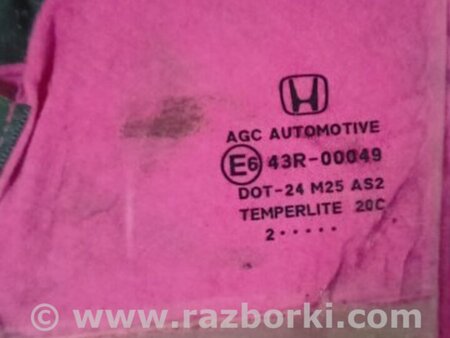 AGC AUTOMOTIVE
E6 43R-00049
DOT-24 M25 AS2
TEMPERLITE 20C
2•••••
© www.razborki.com